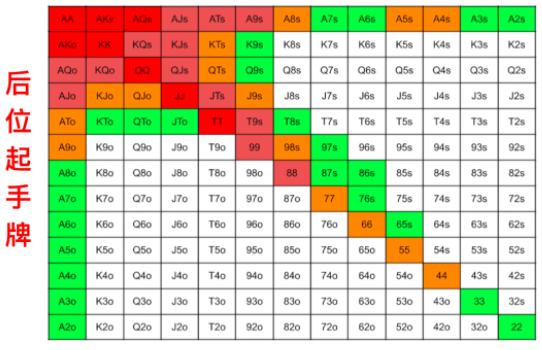 后位起手牌
AA AKs AQs AJs ATs A9s A8s A7s A6s A5s A4s A3s A2s
AKo KK KQs KJs KTs K9s K8s K7s K6s K5s K4s K3s K2s
AQo KQo QQ QJs QTs Q9s Q8s Q7s Q6s Q5s Q4s Q3s Q2s
AJo KJo QJo JJ JTs J9s J8s J7s J6s J5s J4s J3s J2s
ATo KTo QTo JTo TT T9s T8s T7s T6s T5s T4s T3s T2s
A9o K9o Q9o J9o T9o 99 98s 97s 96s 95s 94s 93s 92s
A8o K8o Q8o J8o T8o 98o 88 87s 86s 85s 84s 83s 82s
A7o K7o Q7o J7o T7o 97o 87o 77 76s 75s 74s 73s 72s
A6o K6o Q6o J6o T6o 96o 86o 76o 66 65s 64s 63s 62s
A5o K5o Q5o J5o T5o 95o 85o 75o 65o 55 54s 53s 52s
A4o K4o Q4o J4o T4o 94o 84o 74o 64o 54o 44 43s 42s
A3o K3o Q3o J3o T3o 93o 83o 73o 63o 53o 43o 33 32s
A2o K2o Q2o J2o T2o 92o 82o 72o 62o 52o 42o 32o 22